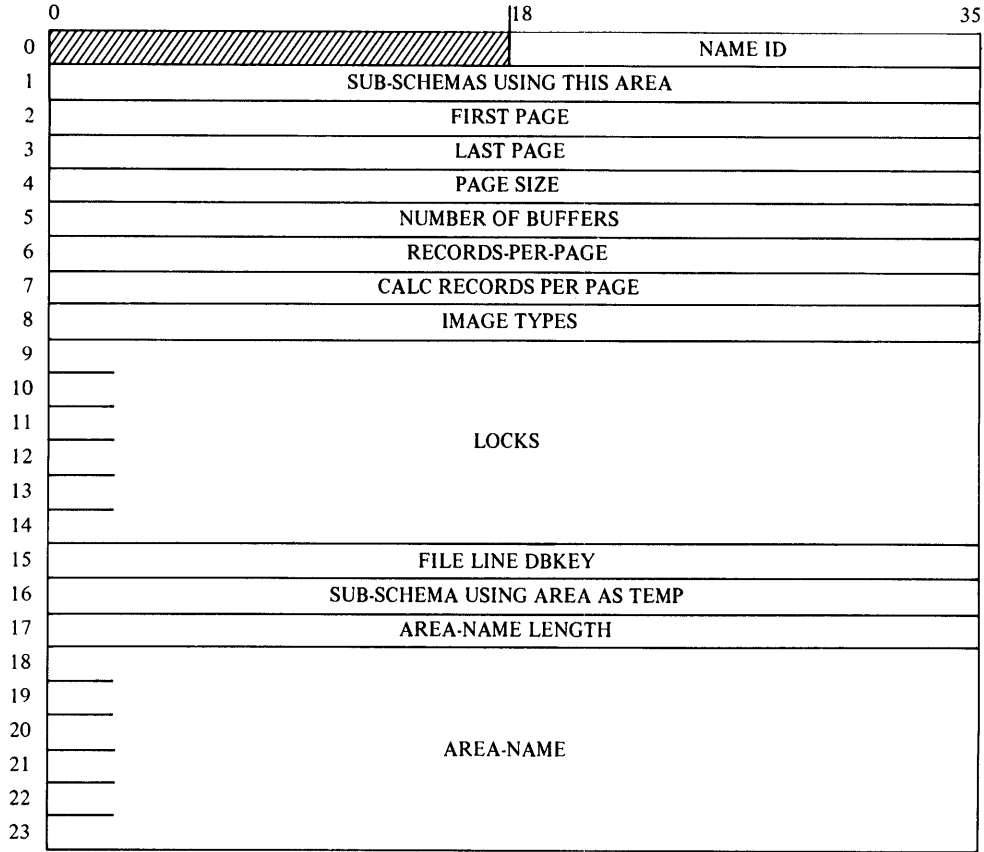 0 18 35
0 NAME ID
1 SUB-SCHEMAS USING THIS AREA
2 FIRST PAGE
3 LAST PAGE
4 PAGE SIZE
5 NUMBER OF BUFFERS
6 RECORDS-PER-PAGE
7 CALC RECORDS PER PAGE
8 IMAGE TYPES
9
10
11
LOCKS
12
13
14
15 FILE LINE DBKEY
16 SUB-SCHEMA USING AREA AS TEMP
17 AREA-NAME LENGTH
18
19
20
AREA-NAME
21
22
23